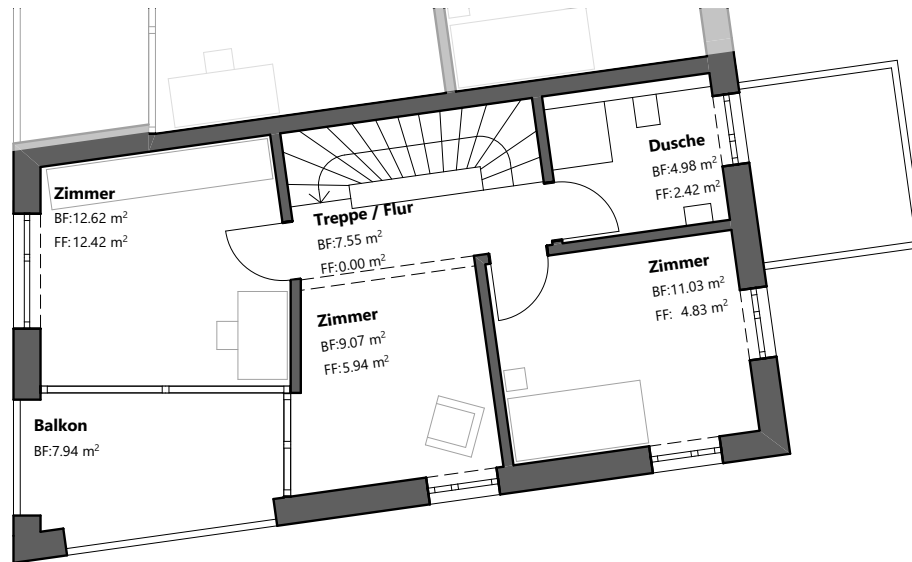 Dusche
BF:4.98 m²
FF:2.42 m²
Zimmer
BF:12.62 m²
FF:12.42 m²
Treppe / Flur
BF:7.55 m²
FF:0.00 m²
Zimmer
BF:11.03 m²
FF: 4.83 m²
Zimmer
BF:9.07 m²
FF:5.94 m²
Balkon
BF:7.94 m²